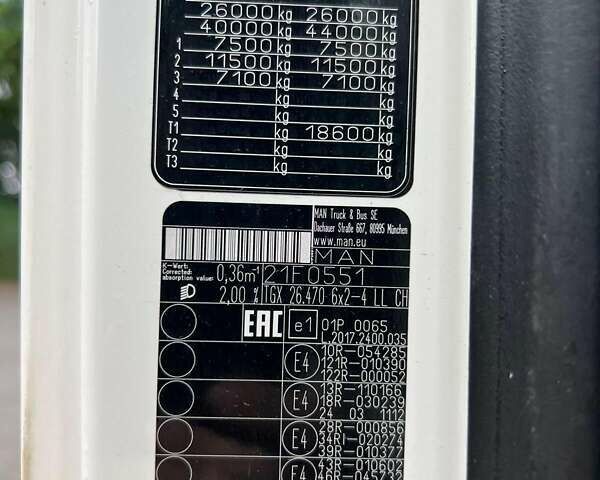 26000 kg 26000 kg
40000 kg 44000 kg
1 7500 kg 7500 kg
2 11500 kg 11500 kg
3 7100 kg 7100 kg
4 kg kg
5 kg kg
T1 kg 18600 kg
T2 kg kg
T3 kg kg
MAN Truck & Bus SE
Dachauer Straße 667, 80995 München
www.man.eu
MAN
K-Wert:
Corrected
absorption value: 0,36m⁻¹ 21F0551
2,00 % TGX 26.470 6x2-4 LL CH
EAC e1 01P 0065
L.2017.2400.035
E4 10R-054285
121R-010390
122R-000052
E4 13R-110166
18R-030239
24 03 1112
E4 28R-000856
34RI-020274
39R-010377
E4 43R-010602
46R-045732